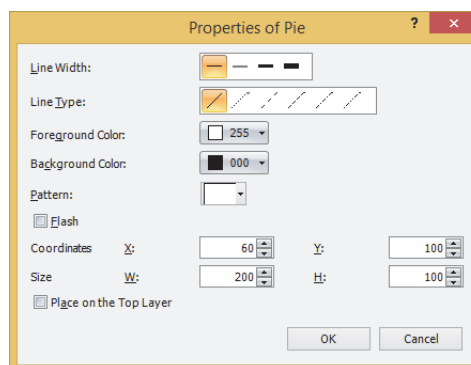 Properties of Pie ?
Line Width:
Line Type:
Foreground Color: 255
Background Color: 000
Pattern:
Flash
Coordinates X: 60 Y: 100
Size W: 200 H: 100
Place on the Top Layer
OK Cancel